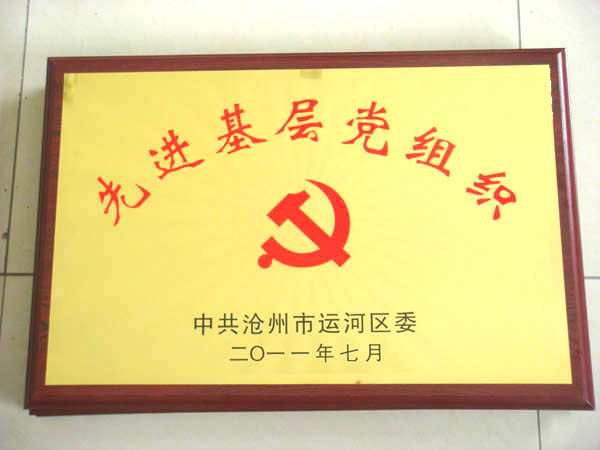 先进基层党组织
中共沧州市运河区委
二〇一一年七月